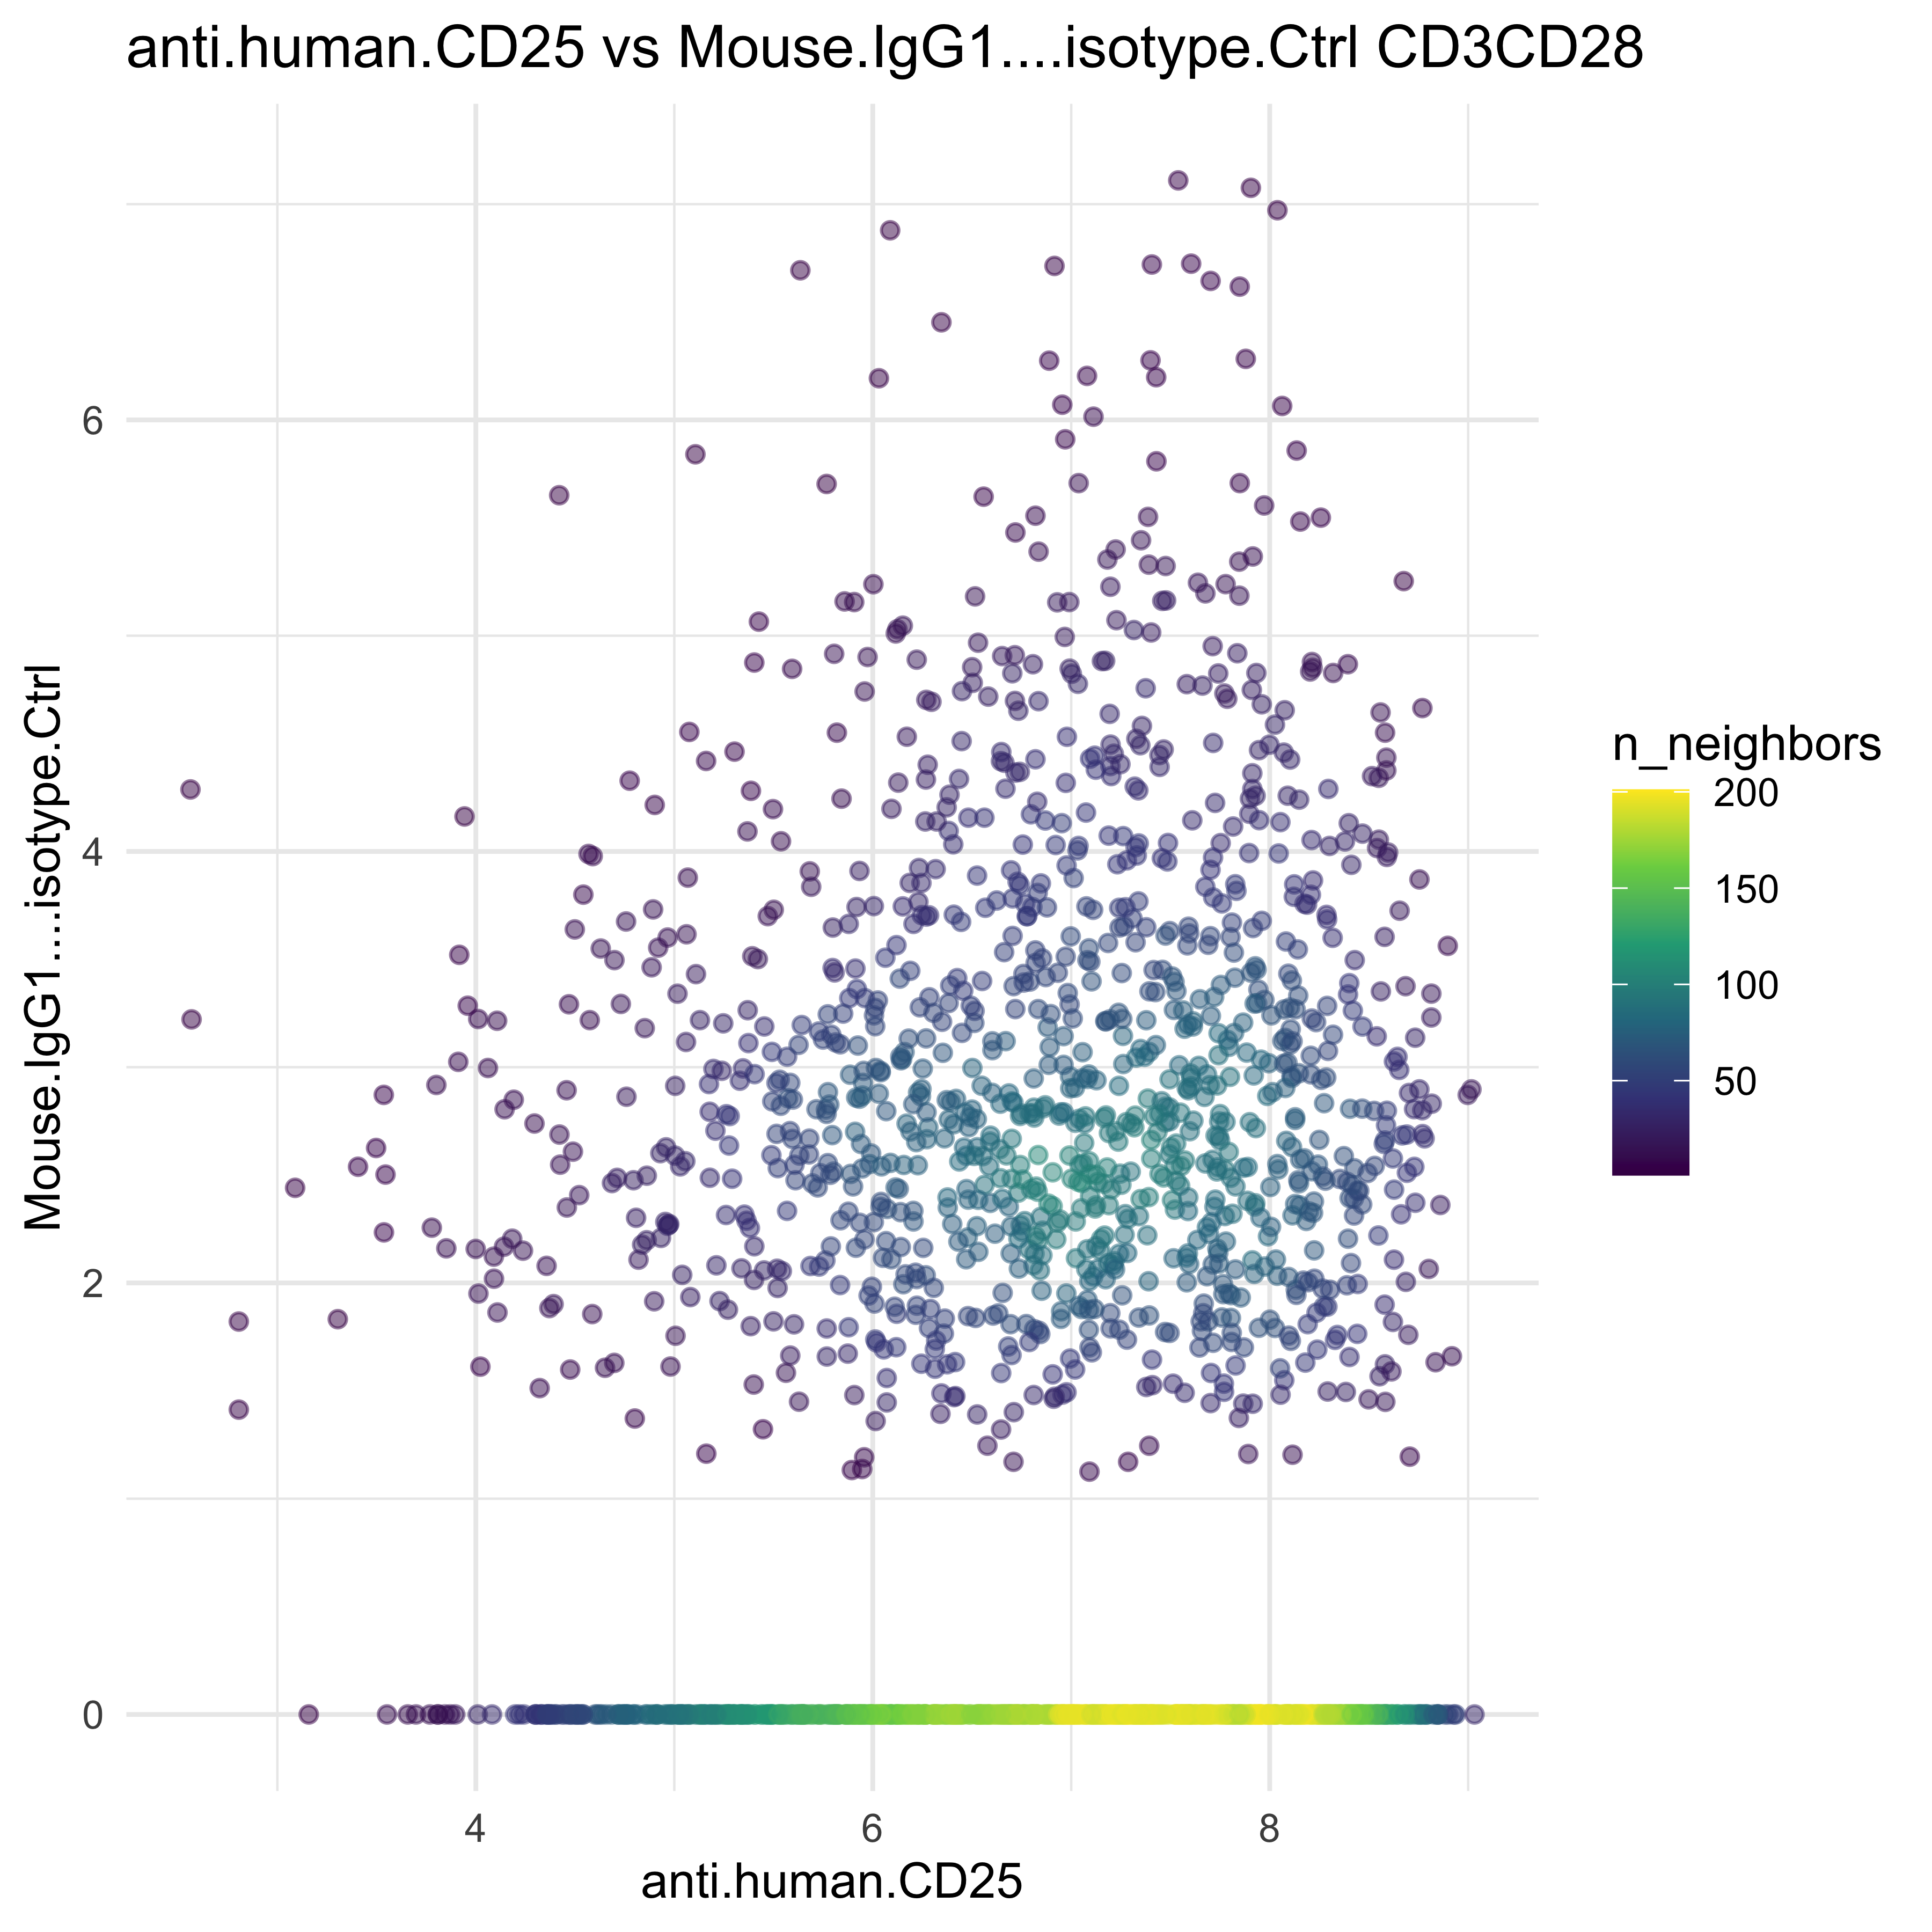 anti.human.CD25 vs Mouse.IgG1....isotype.Ctrl CD3CD28
Mouse.IgG1....isotype.Ctrl
6
4
2
0
4
6
8
anti.human.CD25
n_neighbors
200
150
100
50